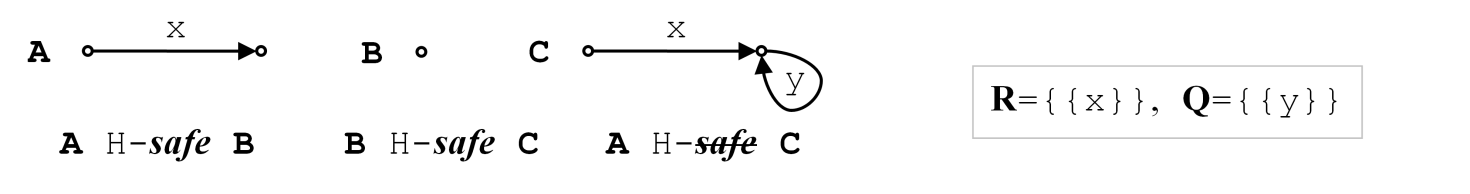 x x
A B C y
R={{x}}, Q={{y}}
A H-safe B B H-safe C A H-safe C